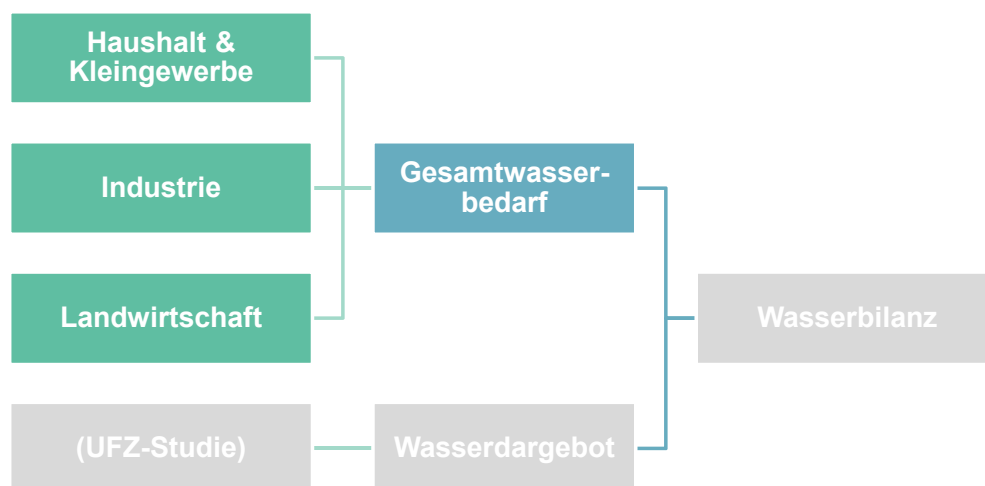 Haushalt &
Kleingewerbe
Industrie
Gesamtwasser-
bedarf
Landwirtschaft
Wasserbilanz
(UFZ-Studie)
Wasserdargebot